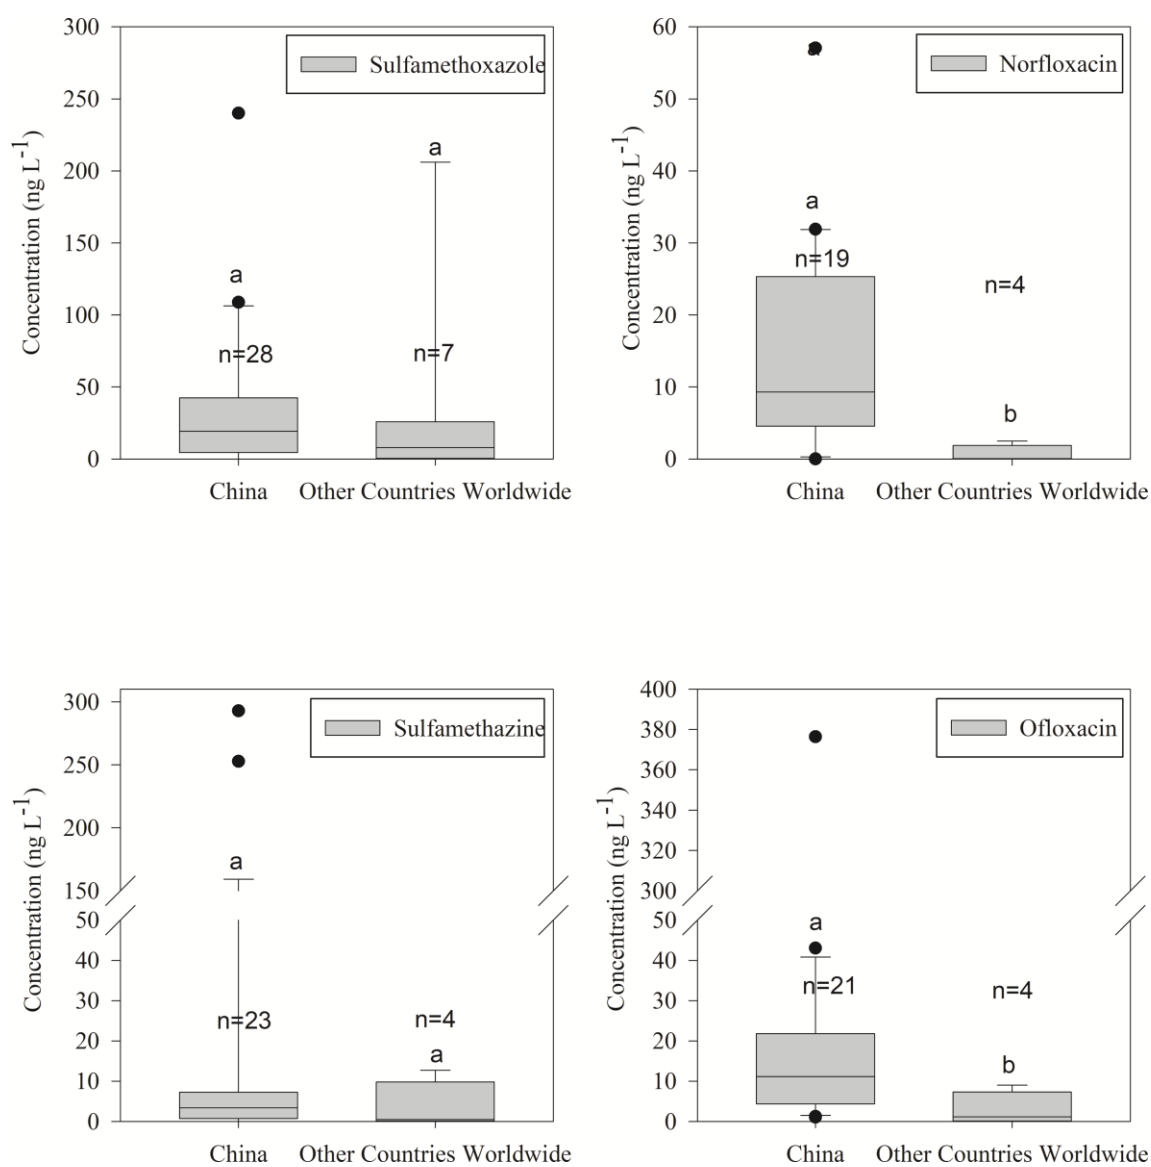 Concentration (ng L-1)
300
250
200
150
100
50
0
Sulfamethoxazole
a
n=28
a
n=7
China
Other Countries Worldwide
Concentration (ng L-1)
60
50
40
30
20
10
0
Norfloxacin
a
n=19
n=4
b
China
Other Countries Worldwide
Concentration (ng L-1)
300
250
200
150
50
40
30
20
10
0
Sulfamethazine
a
n=23
n=4
a
China
Other Countries Worldwide
Concentration (ng L-1)
400
380
360
340
320
300
50
40
30
20
10
0
Ofloxacin
a
n=21
n=4
b
China
Other Countries Worldwide